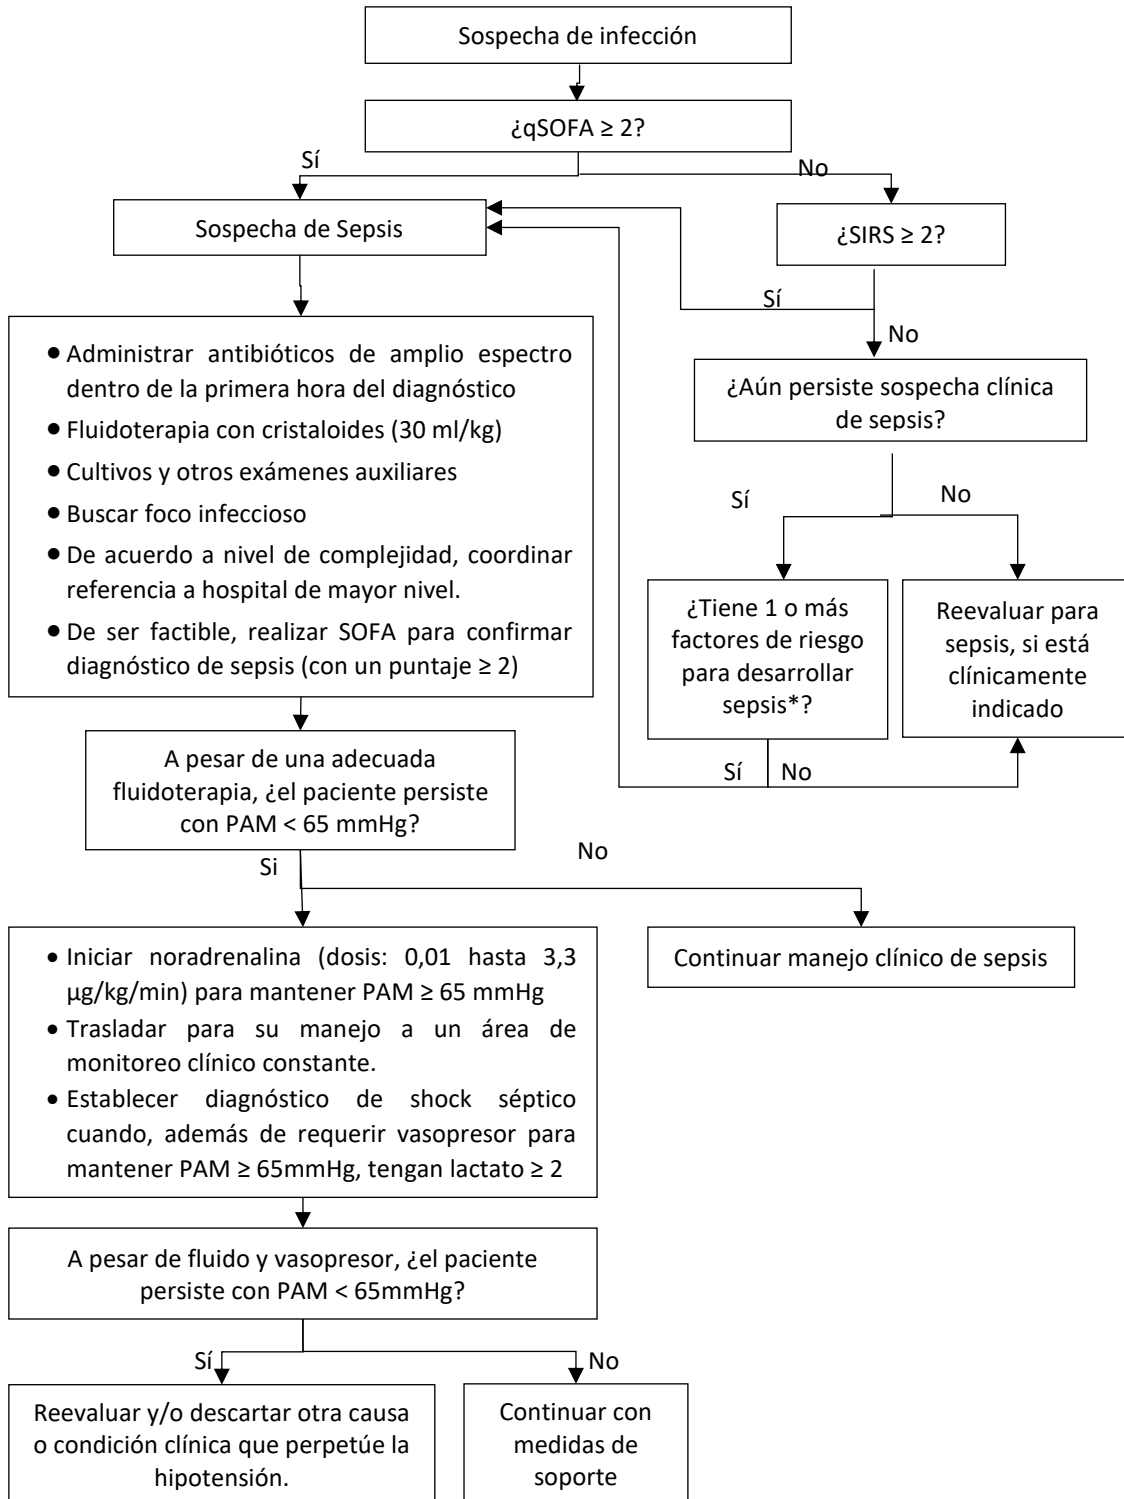 Sospecha de infección
¿qSOFA ≥ 2?
Sí
No
Sospecha de Sepsis
¿SIRS ≥ 2?
Sí
No
• Administrar antibióticos de amplio espectro
dentro de la primera hora del diagnóstico
• Fluidoterapia con cristaloides (30 ml/kg)
• Cultivos y otros exámenes auxiliares
• Buscar foco infeccioso
• De acuerdo a nivel de complejidad, coordinar
referencia a hospital de mayor nivel.
• De ser factible, realizar SOFA para confirmar
diagnóstico de sepsis (con un puntaje ≥ 2)
¿Aún persiste sospecha clínica
de sepsis?
Sí
No
¿Tiene 1 o más
factores de riesgo
para desarrollar
sepsis*?
Reevaluar para
sepsis, si está
clínicamente
indicado
Sí
No
A pesar de una adecuada
fluidoterapia, ¿el paciente persiste
con PAM < 65 mmHg?
Si
No
• Iniciar noradrenalina (dosis: 0,01 hasta 3,3
µg/kg/min) para mantener PAM ≥ 65 mmHg
• Trasladar para su manejo a un área de
monitoreo clínico constante.
• Establecer diagnóstico de shock séptico
cuando, además de requerir vasopresor para
mantener PAM ≥ 65mmHg, tengan lactato ≥ 2
Continuar manejo clínico de sepsis
A pesar de fluido y vasopresor, ¿el paciente
persiste con PAM < 65mmHg?
Sí
No
Reevaluar y/o descartar otra causa
o condición clínica que perpetúe la
hipotensión.
Continuar con
medidas de
soporte